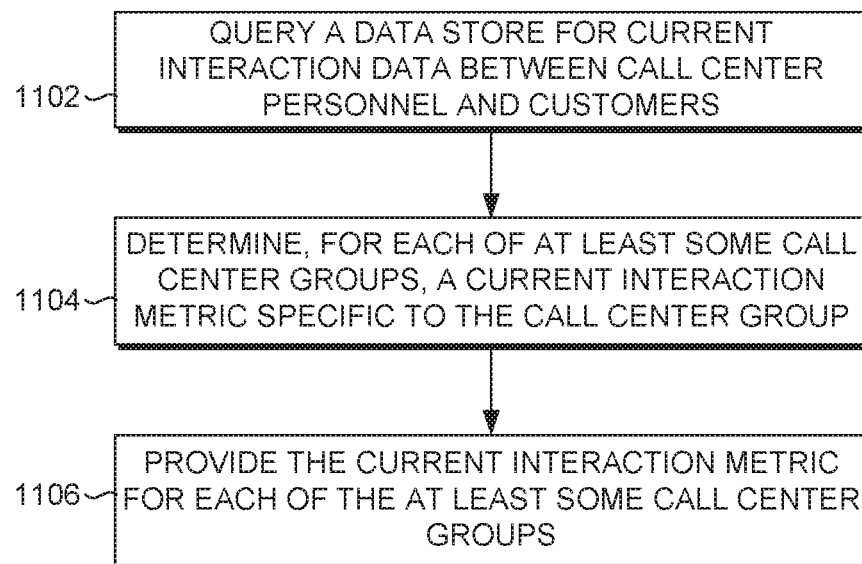 QUERY A DATA STORE FOR CURRENT
INTERACTION DATA BETWEEN CALL CENTER
PERSONNEL AND CUSTOMERS
1102
DETERMINE, FOR EACH OF AT LEAST SOME CALL
CENTER GROUPS, A CURRENT INTERACTION
METRIC SPECIFIC TO THE CALL CENTER GROUP
1104
PROVIDE THE CURRENT INTERACTION METRIC
FOR EACH OF THE AT LEAST SOME CALL CENTER
GROUPS
1106